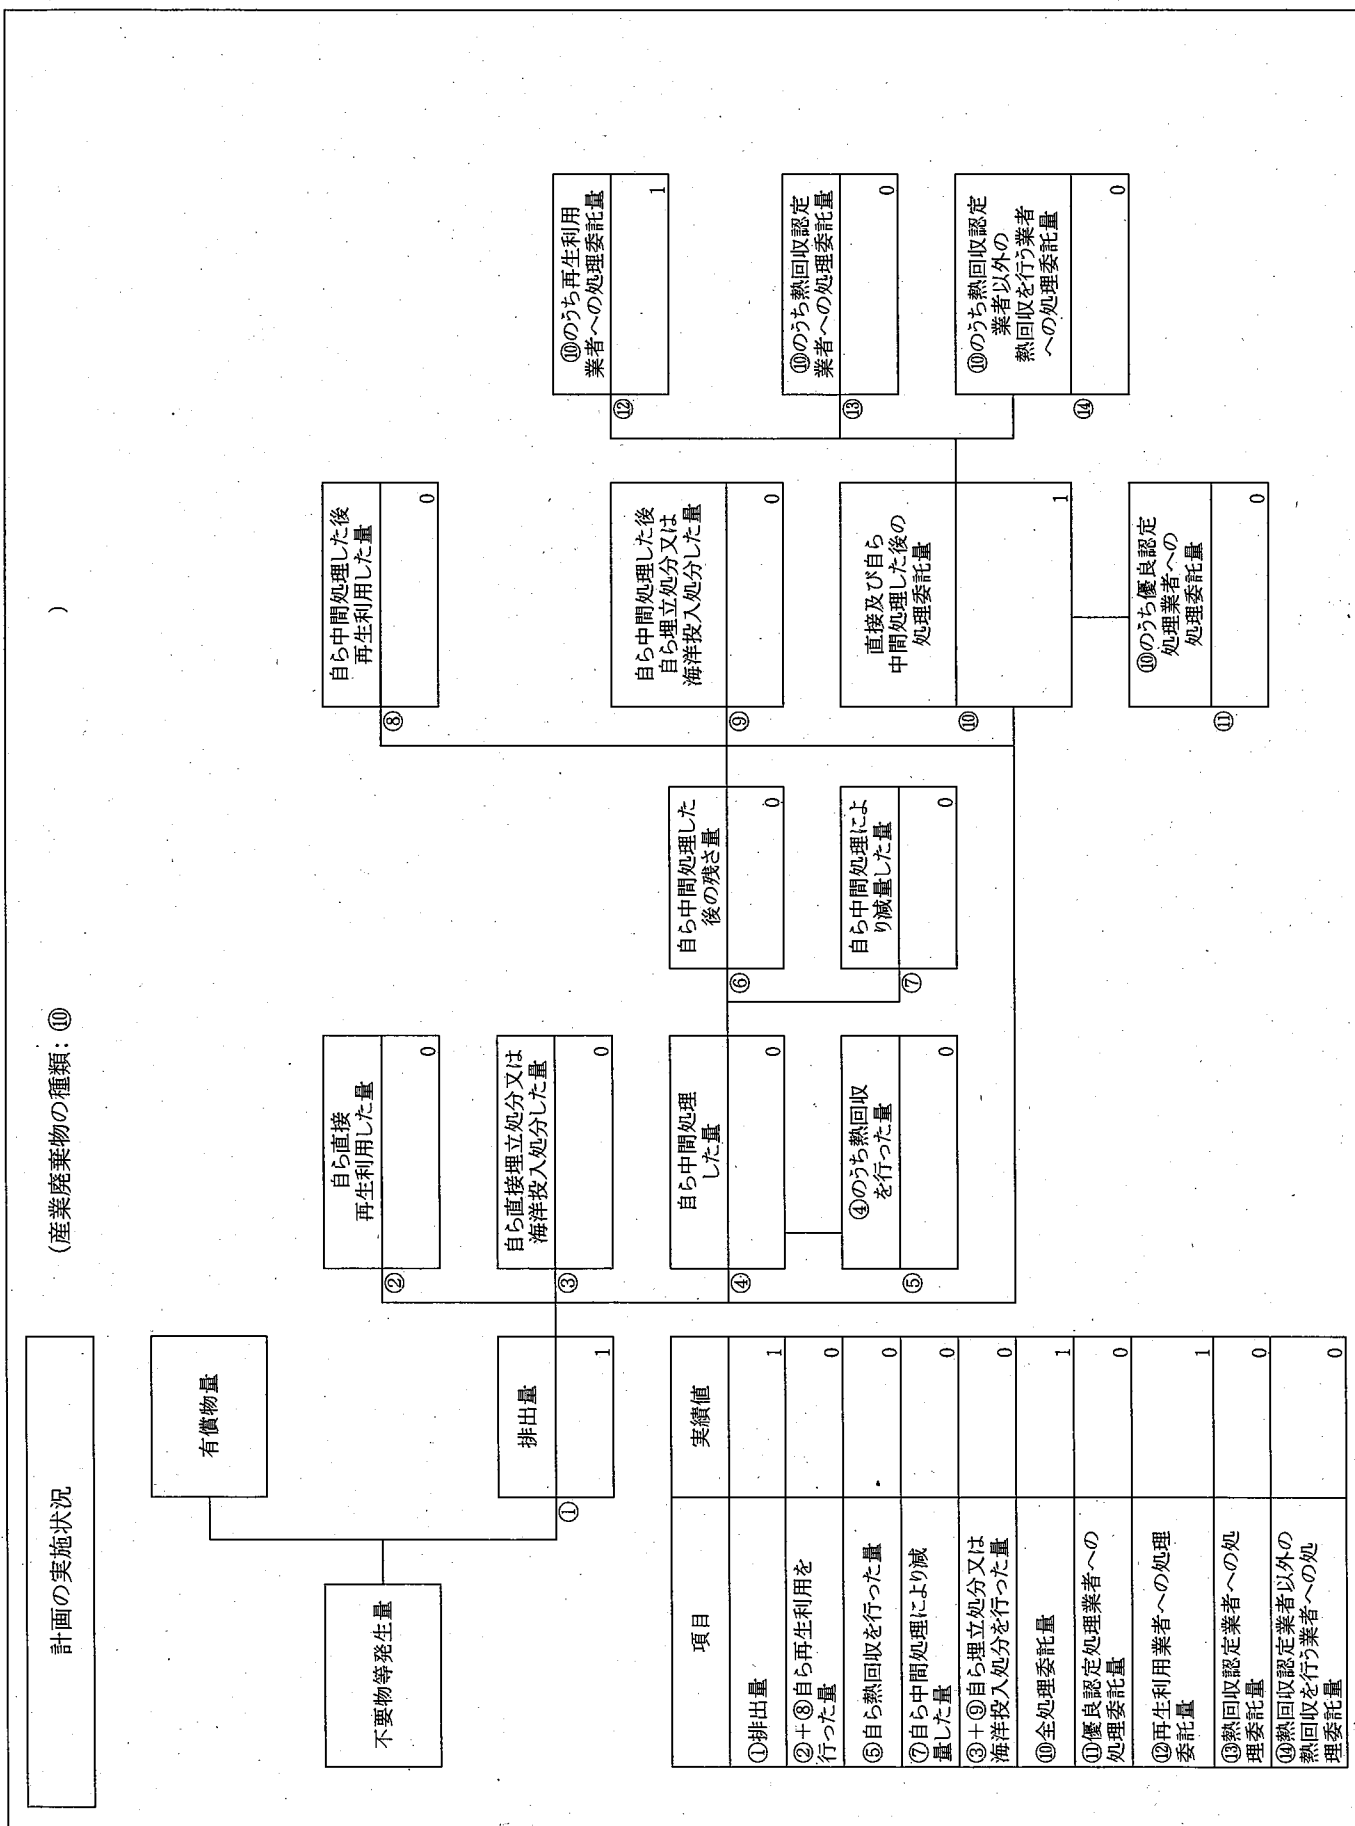 計画の実施状況
(産業廃棄物の種類：⑩
)
有償物量
不要物等発生量
①
排出量
1
②
自ら直接
再生利用した量
0
③
自ら直接埋立処分又は
海洋投入処分した量
0
④
自ら中間処理
した量
0
⑤
④のうち熱回収
を行った量
0
⑥
自ら中間処理した
後の残さ量
0
⑦
自ら中間処理によ
り減量した量
0
⑧
自ら中間処理した後
再生利用した量
0
⑨
自ら中間処理した後
自ら埋立処分又は
海洋投入処分した量
0
⑩
直接及び自ら
中間処理した後の
処理委託量
1
⑪
⑩のうち優良認定
処理業者への
処理委託量
0
⑫
⑩のうち再生利用
業者への処理委託量
1
⑬
⑩のうち熱回収認定
業者への処理委託量
0
⑭
⑩のうち熱回収認定
業者以外の
熱回収を行う業者
への処理委託量
0
項目 実績値
①排出量 1
②＋⑧自ら再生利用を
行った量 0
⑤自ら熱回収を行った量 0
⑦自ら中間処理により減
量した量 0
③＋⑨自ら埋立処分又は
海洋投入処分を行った量 0
⑩全処理委託量 1
⑪優良認定処理業者への
処理委託量 0
⑫再生利用業者への処理
委託量 1
⑬熱回収認定業者への処
理委託量 0
⑭熱回収認定業者以外の
熱回収を行う業者への処
理委託量 0